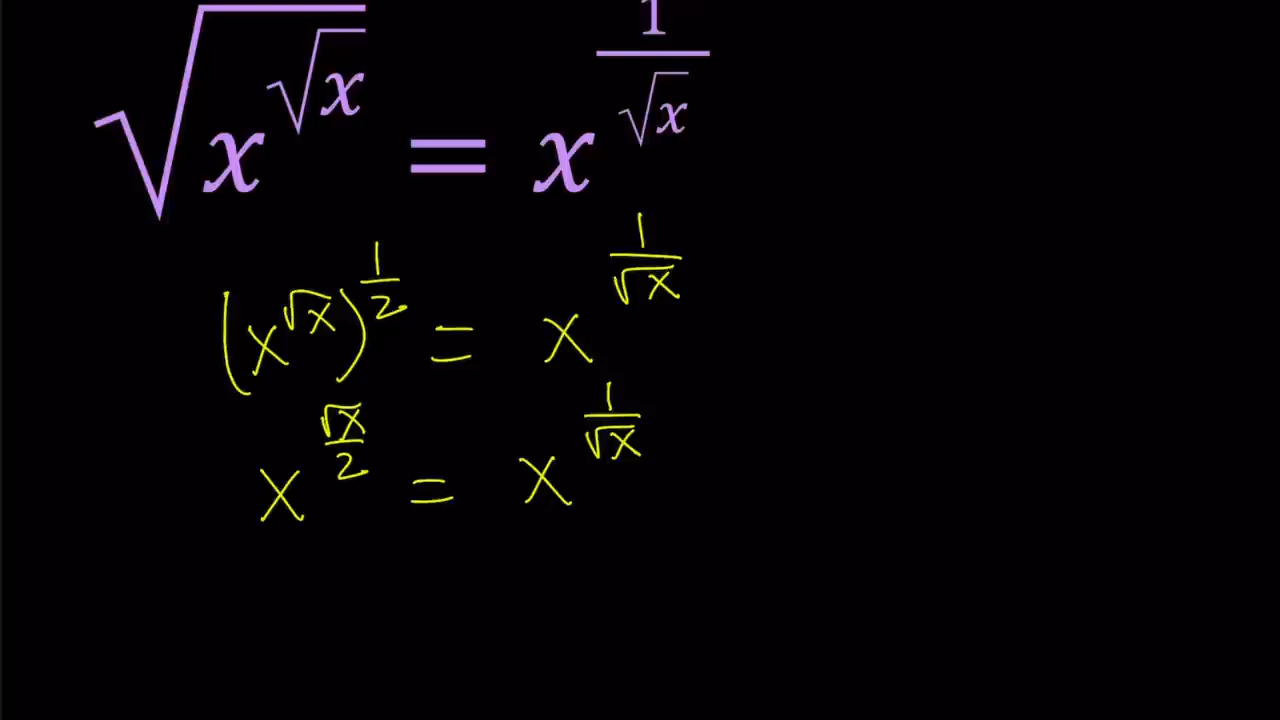 √(x^√x) = x^(1/√x)
(x^√x)^(1/2) = x^(1/√x)
x^(√x/2) = x^(1/√x)